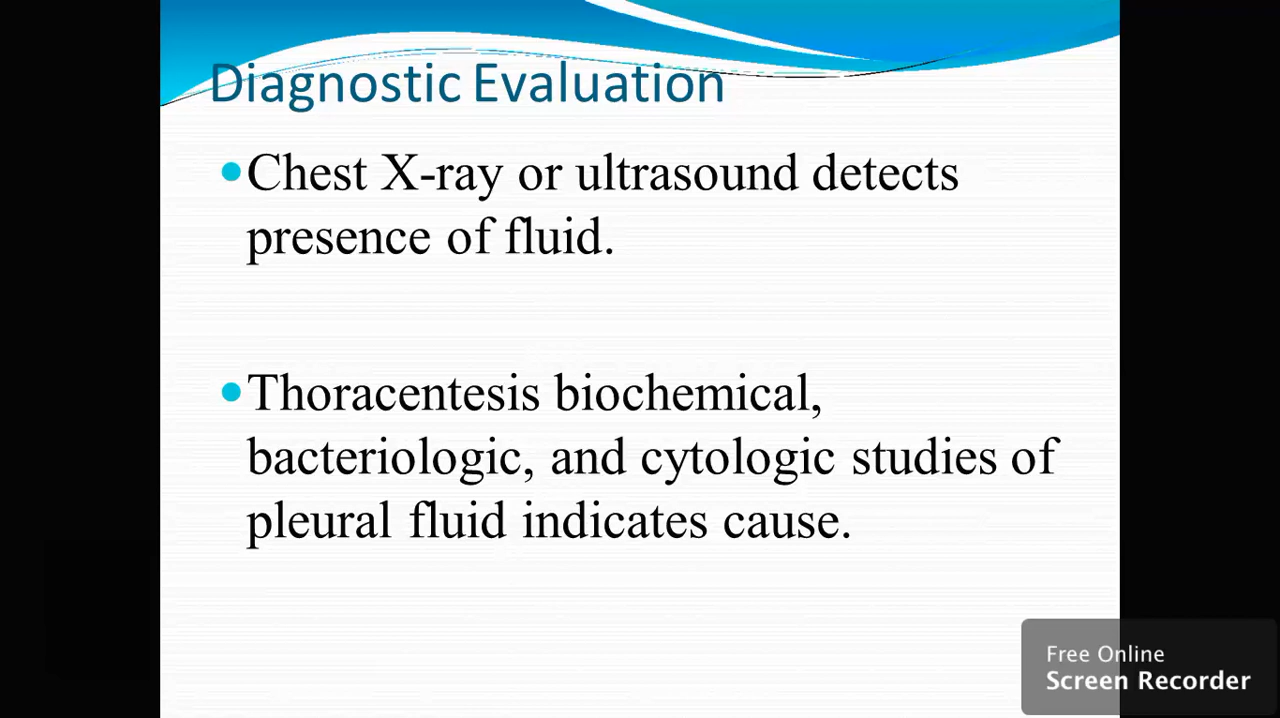 Diagnostic Evaluation
•Chest X-ray or ultrasound detects
presence of fluid.
•Thoracentesis biochemical,
bacteriologic, and cytologic studies of
pleural fluid indicates cause.
Free Online
Screen Recorder